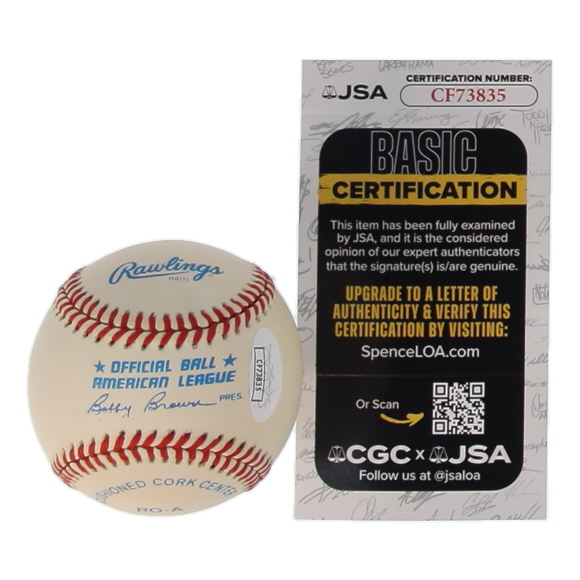 Rawlings
HAITI
OFFICIAL BALL
AMERICAN LEAGUE
Bobby Brown PRES.
CF73835
CUSHIONED CORK CENTER
RO-A
JSA
CERTIFICATION NUMBER:
CF73835
BASIC
CERTIFICATION
This item has been fully examined
by JSA, and it is the considered
opinion of our expert authenticators
that the signature(s) is/are genuine.
UPGRADE TO A LETTER OF
AUTHENTICITY & VERIFY THIS
CERTIFICATION BY VISITING:
SpenceLOA.com
Or Scan
CGC x JSA
Follow us at @jsaloa